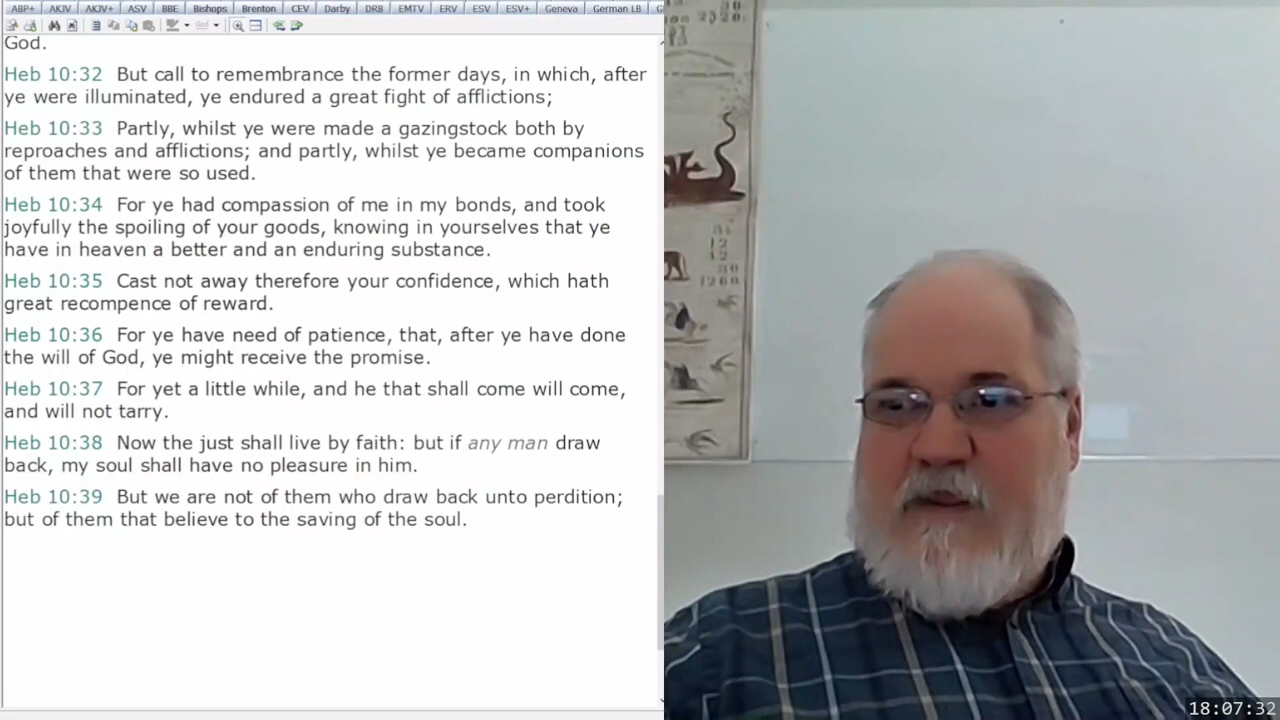 ABP+ AKJV AKJV+ ASV BBE Bishops Brenton CEV Darby DRB EMTV ERV ESV ESV+ Geneva German LB
God.
Heb 10:32 But call to remembrance the former days, in which, after
ye were illuminated, ye endured a great fight of afflictions;
Heb 10:33 Partly, whilst ye were made a gazingstock both by
reproaches and afflictions; and partly, whilst ye became companions
of them that were so used.
Heb 10:34 For ye had compassion of me in my bonds, and took
joyfully the spoiling of your goods, knowing in yourselves that ye
have in heaven a better and an enduring substance.
Heb 10:35 Cast not away therefore your confidence, which hath
great recompence of reward.
Heb 10:36 For ye have need of patience, that, after ye have done
the will of God, ye might receive the promise.
Heb 10:37 For yet a little while, and he that shall come will come,
and will not tarry.
Heb 10:38 Now the just shall live by faith: but if any man draw
back, my soul shall have no pleasure in him.
Heb 10:39 But we are not of them who draw back unto perdition;
but of them that believe to the saving of the soul.
12
12
1260
18:07:32